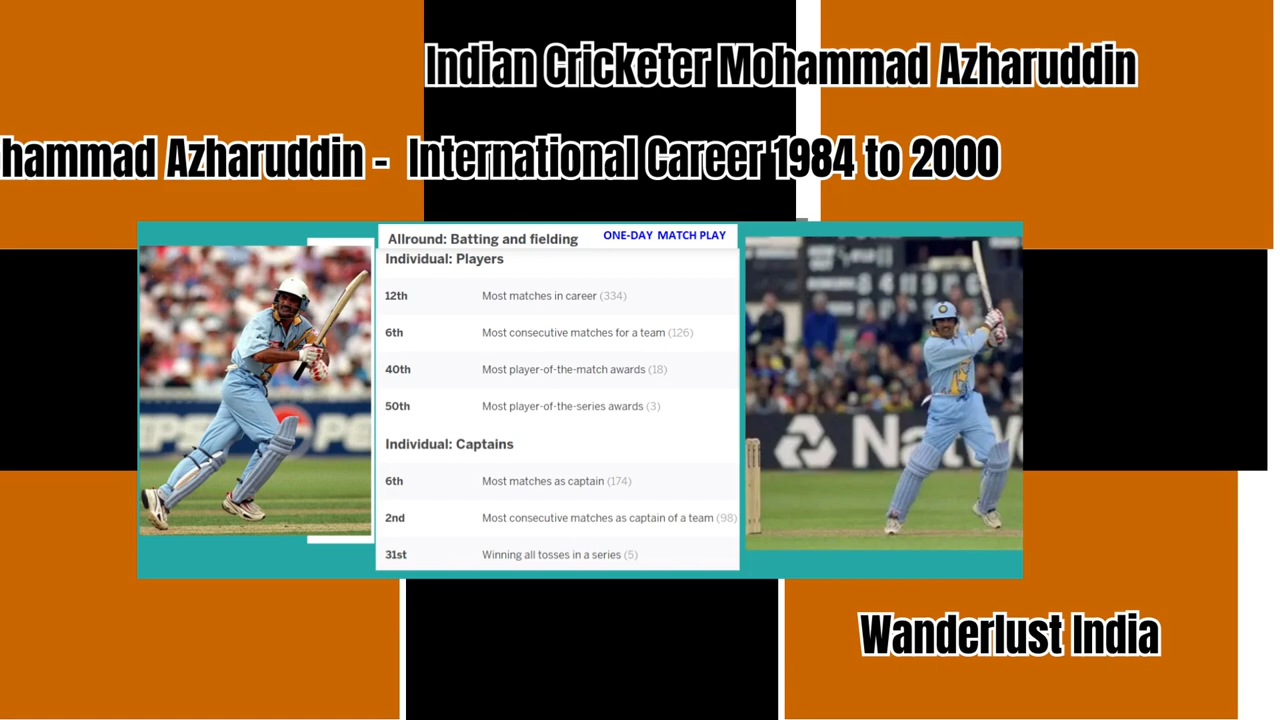 Indian Cricketer Mohammad Azharuddin
hammad Azharuddin - International Career 1984 to 2000
Allround: Batting and fielding ONE-DAY MATCH PLAY
Individual: Players
12th Most matches in career (334)
6th Most consecutive matches for a team (126)
40th Most player-of-the-match awards (18)
50th Most player-of-the-series awards (3)
Individual: Captains
6th Most matches as captain (174)
2nd Most consecutive matches as captain of a team (98)
31st Winning all tosses in a series (5)
PEPS PE
NatW
Wanderlust India